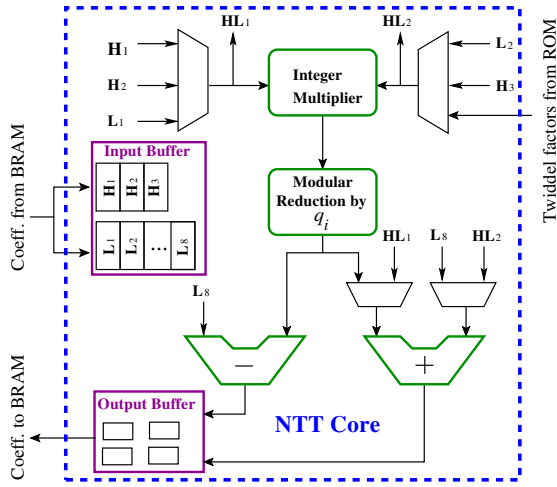 HL1
HL2
H1
H2
L1
Integer
Multiplier
L2
H3
Twiddel factors from ROM
Input Buffer
H1 H2 H3
L1 L2 ... L8
Coeff. from BRAM
Modular
Reduction by
qi
HL1
L8
HL2
L8
−
+
Output Buffer
NTT Core
Coeff. to BRAM